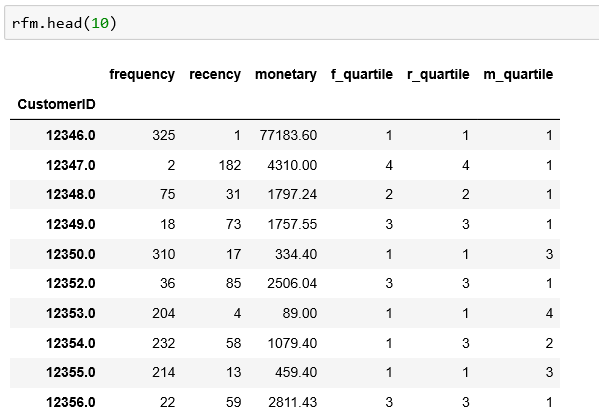 rfm.head(10)
frequency recency monetary f_quartile r_quartile m_quartile
CustomerID
12346.0 325 1 77183.60 1 1 1
12347.0 2 182 4310.00 4 4 1
12348.0 75 31 1797.24 2 2 1
12349.0 18 73 1757.55 3 3 1
12350.0 310 17 334.40 1 1 3
12352.0 36 85 2506.04 3 3 1
12353.0 204 4 89.00 1 1 4
12354.0 232 58 1079.40 1 3 2
12355.0 214 13 459.40 1 1 3
12356.0 22 59 2811.43 3 3 1